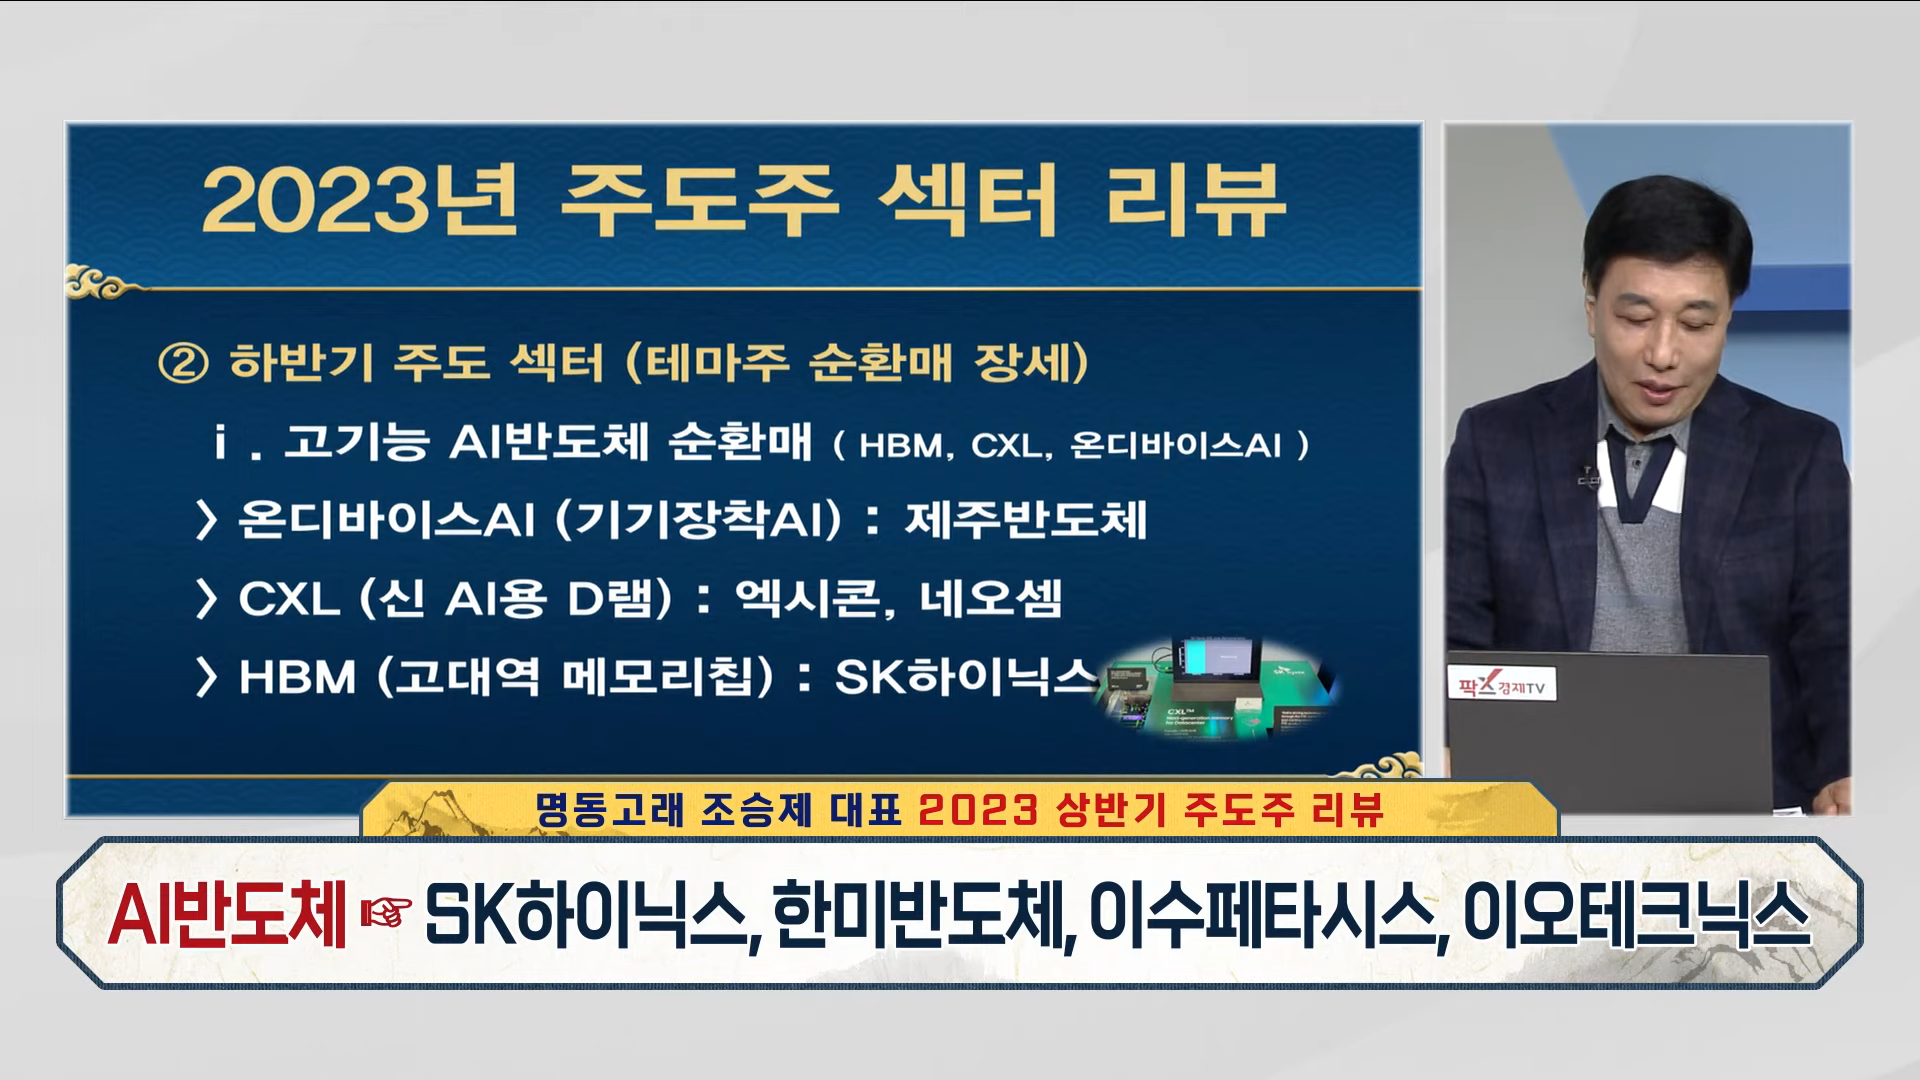 2023년 주도주 섹터 리뷰
② 하반기 주도 섹터 (테마주 순환매 장세)
ⅰ. 고기능 AI반도체 순환매 ( HBM, CXL, 온디바이스AI )
〉온디바이스AI (기기장착AI) : 제주반도체
〉CXL (신 AI용 D램) : 엑시콘, 네오셈
〉HBM (고대역 메모리칩) : SK하이닉스
CXL™
Next-generation memory
for Datacenter
팍스경제TV
명동고래 조승제 대표 2023 상반기 주도주 리뷰
AI반도체 ☞ SK하이닉스, 한미반도체, 이수페타시스, 이오테크닉스